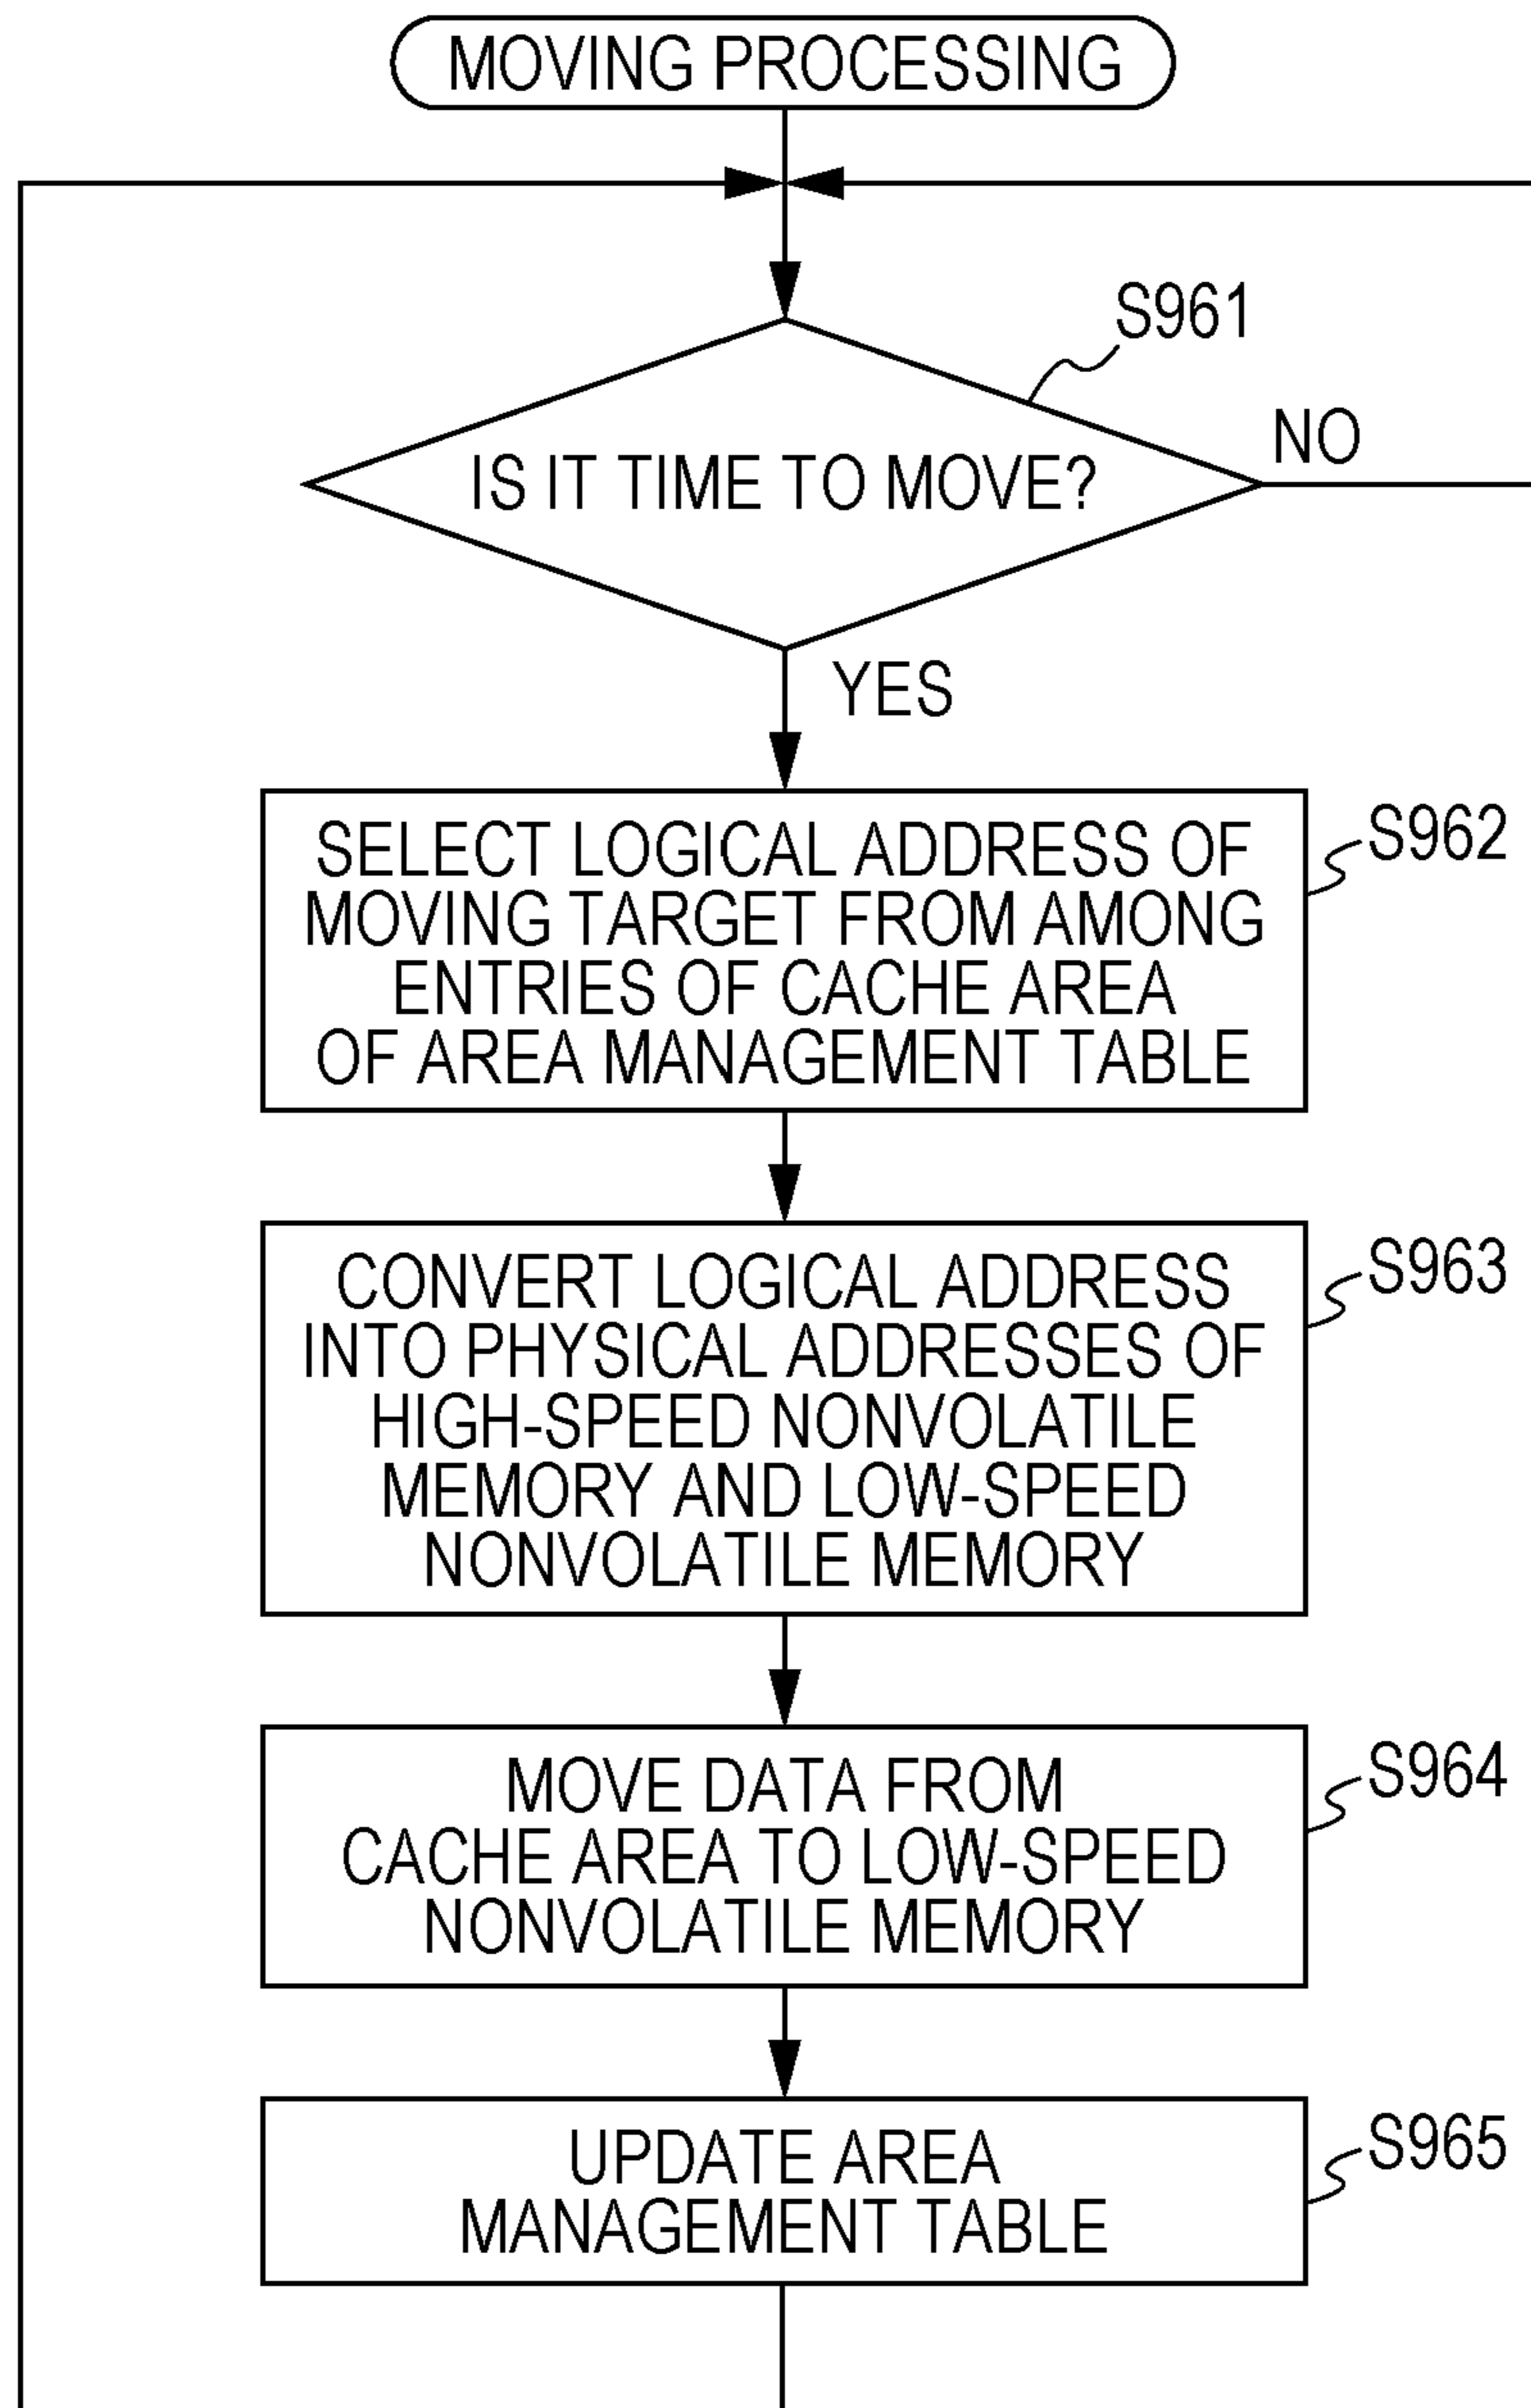 MOVING PROCESSING
S961
IS IT TIME TO MOVE?
NO
YES
SELECT LOGICAL ADDRESS OF
MOVING TARGET FROM AMONG
ENTRIES OF CACHE AREA
OF AREA MANAGEMENT TABLE
S962
CONVERT LOGICAL ADDRESS
INTO PHYSICAL ADDRESSES OF
HIGH-SPEED NONVOLATILE
MEMORY AND LOW-SPEED
NONVOLATILE MEMORY
S963
MOVE DATA FROM
CACHE AREA TO LOW-SPEED
NONVOLATILE MEMORY
S964
UPDATE AREA
MANAGEMENT TABLE
S965